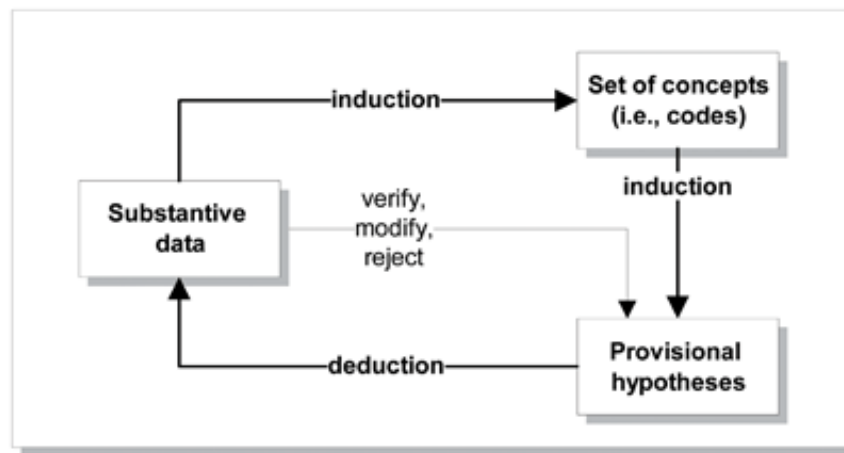 induction
Set of concepts
(i.e., codes)
induction
Substantive
data
verify,
modify,
reject
deduction
Provisional
hypotheses